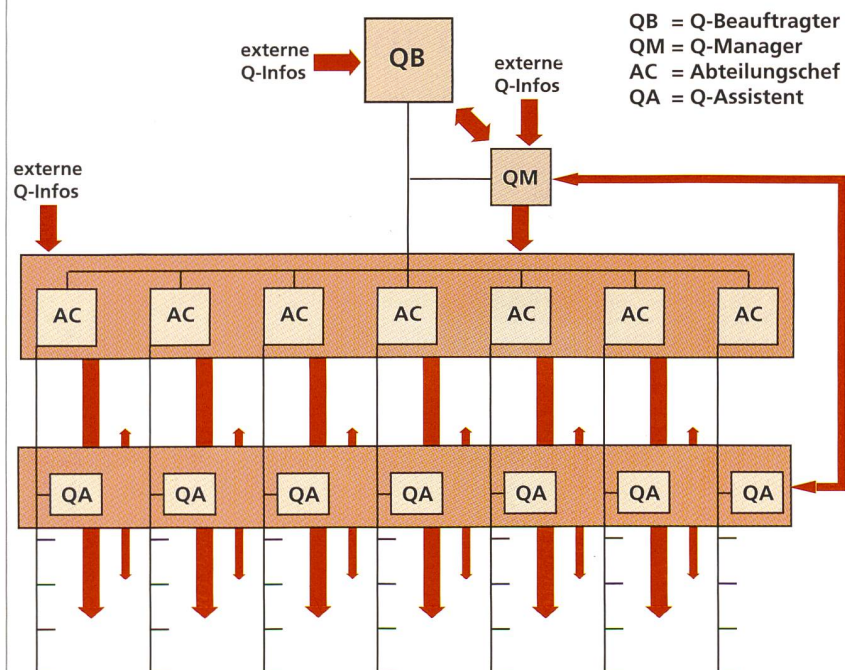 QB = Q-Beauftragter
QM = Q-Manager
AC = Abteilungschef
QA = Q-Assistent
externe
Q-Infos
QB
externe
Q-Infos
QM
externe
Q-Infos
AC AC AC AC AC AC AC
QA QA QA QA QA QA QA